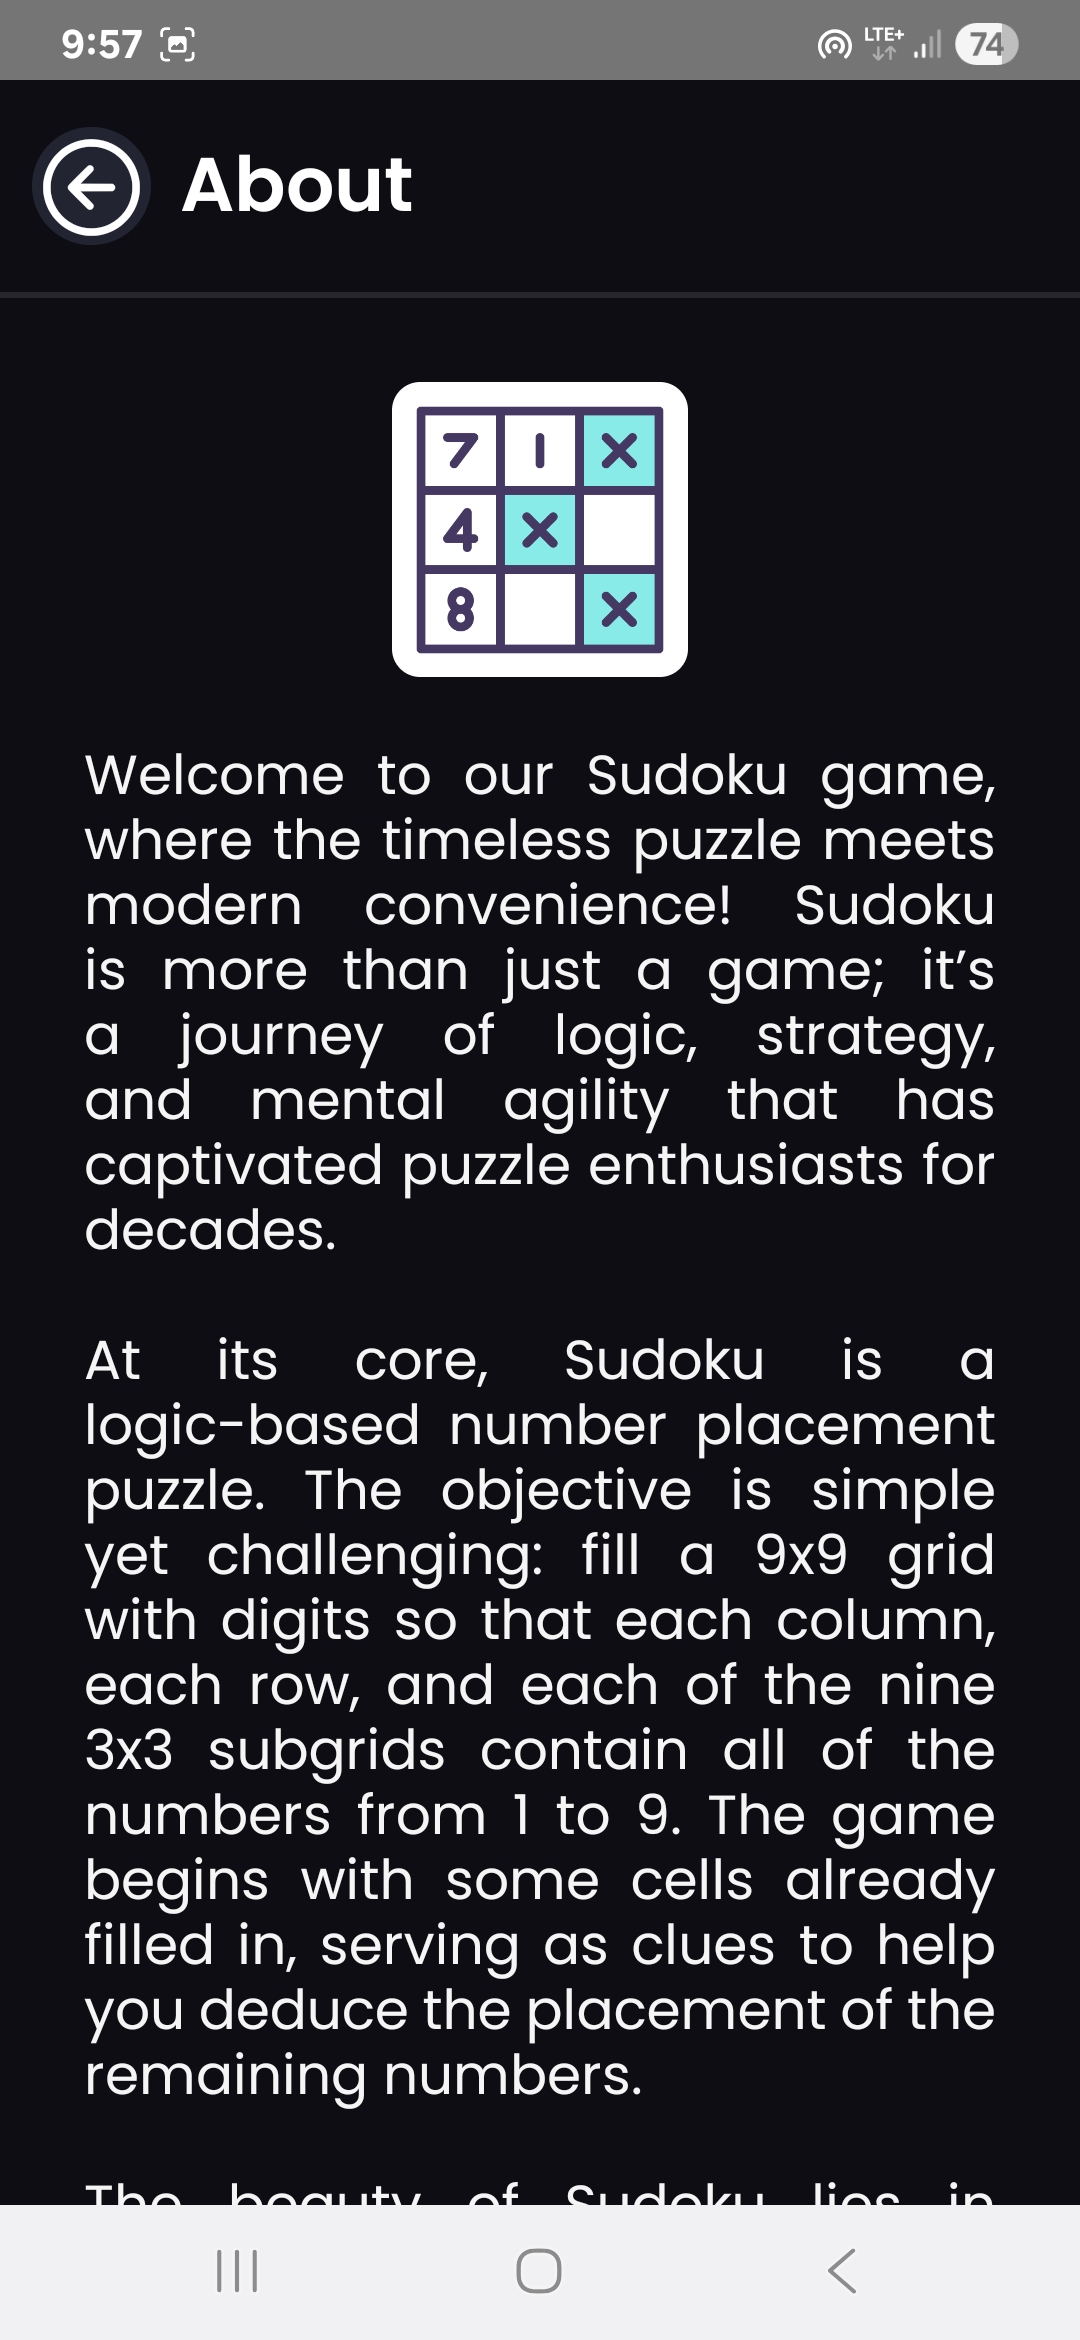 9:57 LTE+ 74
About
7 1 X
4 X
8 X
Welcome to our Sudoku game,
where the timeless puzzle meets
modern convenience! Sudoku
is more than just a game; it’s
a journey of logic, strategy,
and mental agility that has
captivated puzzle enthusiasts for
decades.
At its core, Sudoku is a
logic-based number placement
puzzle. The objective is simple
yet challenging: fill a 9x9 grid
with digits so that each column,
each row, and each of the nine
3x3 subgrids contain all of the
numbers from 1 to 9. The game
begins with some cells already
filled in, serving as clues to help
you deduce the placement of the
remaining numbers.
The beauty of Sudoku lies in